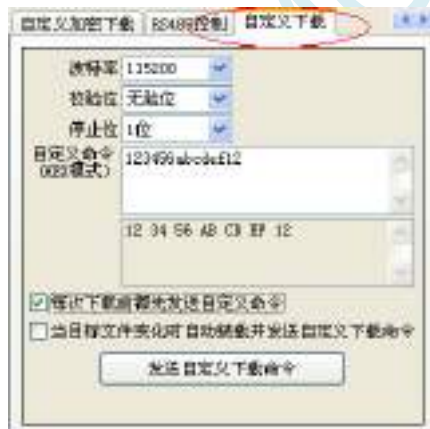 自定义加密下载 RS485控制 自定义下载
波特率 115200
校验位 无验位
停止位 1位
自定义命令
(HEX模式)
123456abcdef12
12 34 56 AB CD EF 12
每次下载前都先发送自定义命令
当目标文件变化时自动装载并发送自定义下载命令
发送自定义下载命令